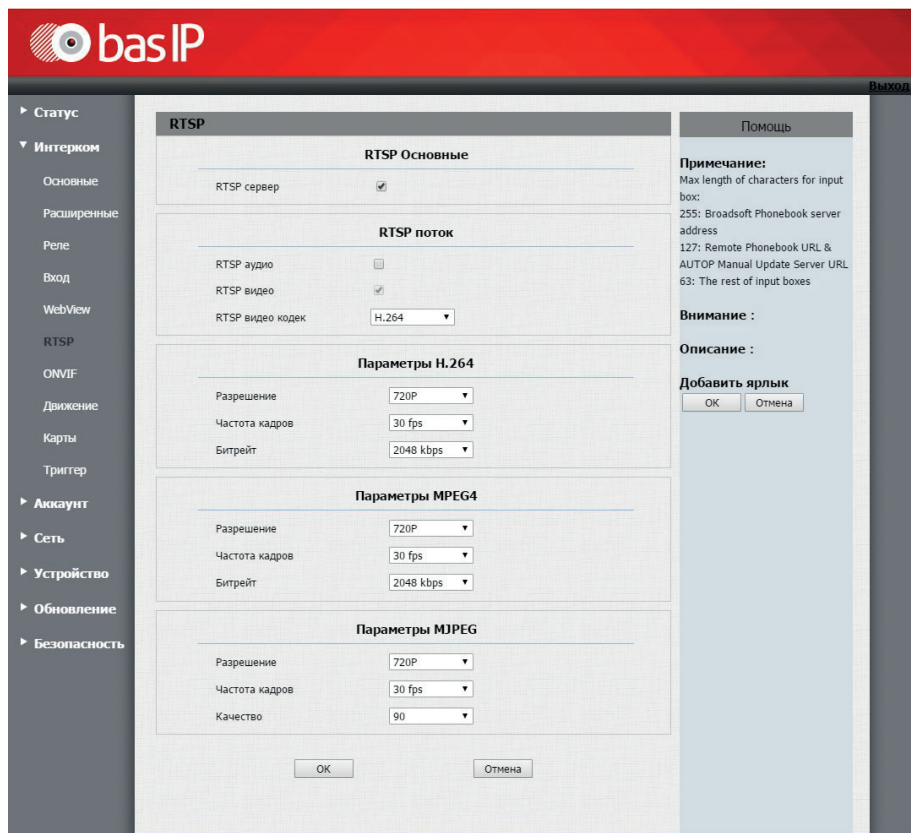 bas IP
Выход
Статус
Интерком
Основные
Расширенные
Реле
Вход
WebView
RTSP
ONVIF
Движение
Карты
Триггер
Аккаунт
Сеть
Устройство
Обновление
Безопасность
RTSP
RTSP Основные
RTSP сервер
RTSP поток
RTSP аудио
RTSP видео
RTSP видео кодек H.264
Параметры H.264
Разрешение 720P
Частота кадров 30 fps
Битрейт 2048 kbps
Параметры MPEG4
Разрешение 720P
Частота кадров 30 fps
Битрейт 2048 kbps
Параметры MJPEG
Разрешение 720P
Частота кадров 30 fps
Качество 90
OK Отмена
Помощь
Примечание:
Max length of characters for input
box:
255: Broadsoft Phonebook server
address
127: Remote Phonebook URL &
AUTOP Manual Update Server URL
63: The rest of input boxes
Внимание :
Описание :
Добавить ярлык
OK Отмена